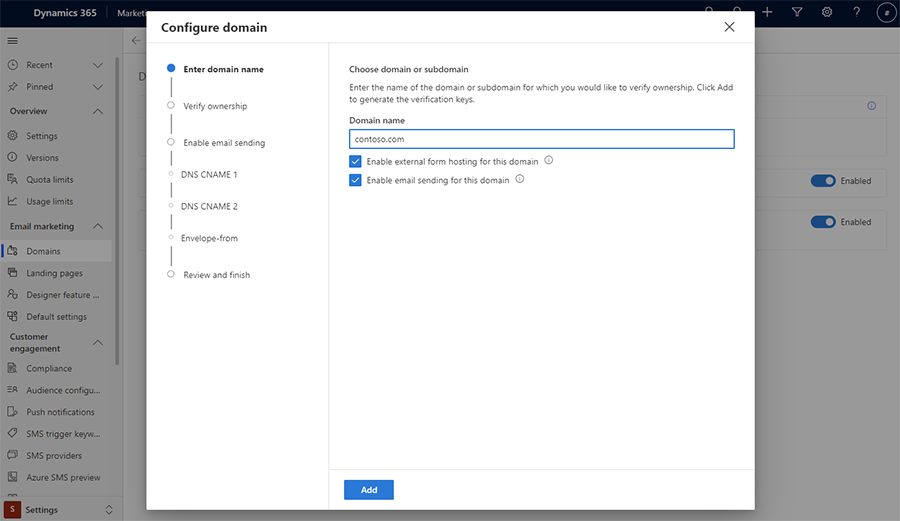 Dynamics 365
Marketing
Configure domain
Recent
Pinned
Overview
Settings
Versions
Quota limits
Usage limits
Email marketing
Domains
Landing pages
Designer feature ...
Default settings
Customer
engagement
Compliance
Audience configu...
Push notifications
SMS trigger keyw...
SMS providers
Azure SMS preview
S
Settings
Enter domain name
Verify ownership
Enable email sending
DNS CNAME 1
DNS CNAME 2
Envelope-from
Review and finish
Choose domain or subdomain
Enter the name of the domain or subdomain for which you would like to verify ownership. Click Add
to generate the verification keys.
Domain name
contoso.com
Enable external form hosting for this domain
Enable email sending for this domain
Add
D
Enabled
Enabled
#